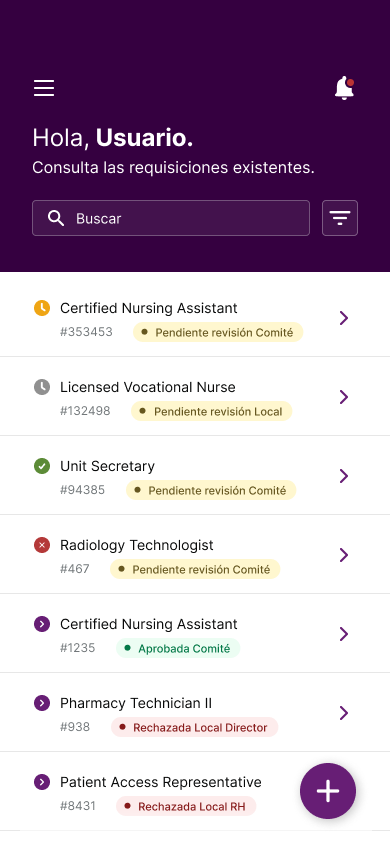 Hola, Usuario.
Consulta las requisiciones existentes.
Buscar
Certified Nursing Assistant
#353453 Pendiente revisión Comité
Licensed Vocational Nurse
#132498 Pendiente revisión Local
Unit Secretary
#94385 Pendiente revisión Comité
Radiology Technologist
#467 Pendiente revisión Comité
Certified Nursing Assistant
#1235 Aprobada Comité
Pharmacy Technician II
#938 Rechazada Local Director
Patient Access Representative
#8431 Rechazada Local RH